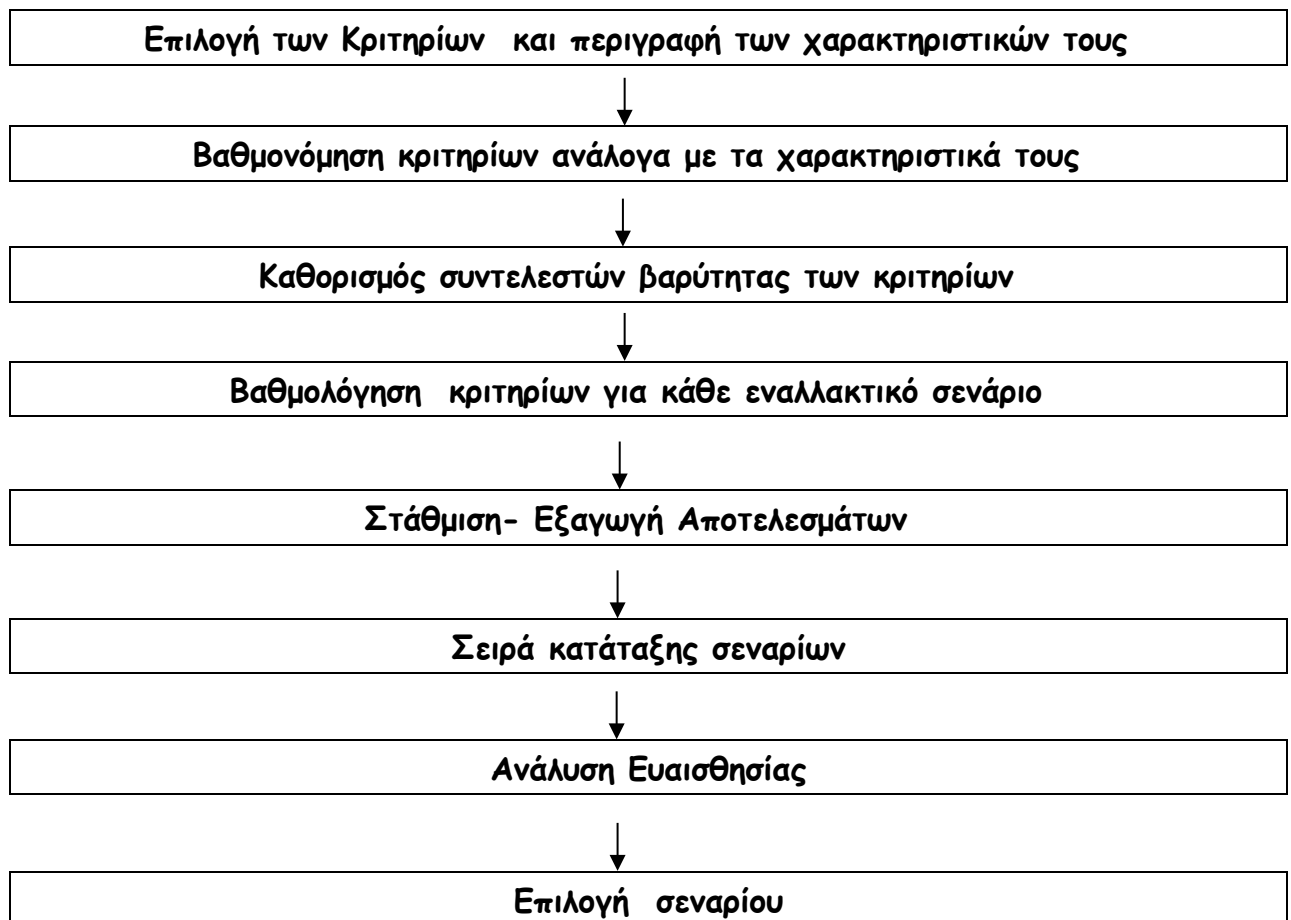 Επιλογή των Κριτηρίων και περιγραφή των χαρακτηριστικών τους
Βαθμονόμηση κριτηρίων ανάλογα με τα χαρακτηριστικά τους
Καθορισμός συντελεστών βαρύτητας των κριτηρίων
Βαθμολόγηση κριτηρίων για κάθε εναλλακτικό σενάριο
Στάθμιση- Εξαγωγή Αποτελεσμάτων
Σειρά κατάταξης σεναρίων
Ανάλυση Ευαισθησίας
Επιλογή σεναρίου